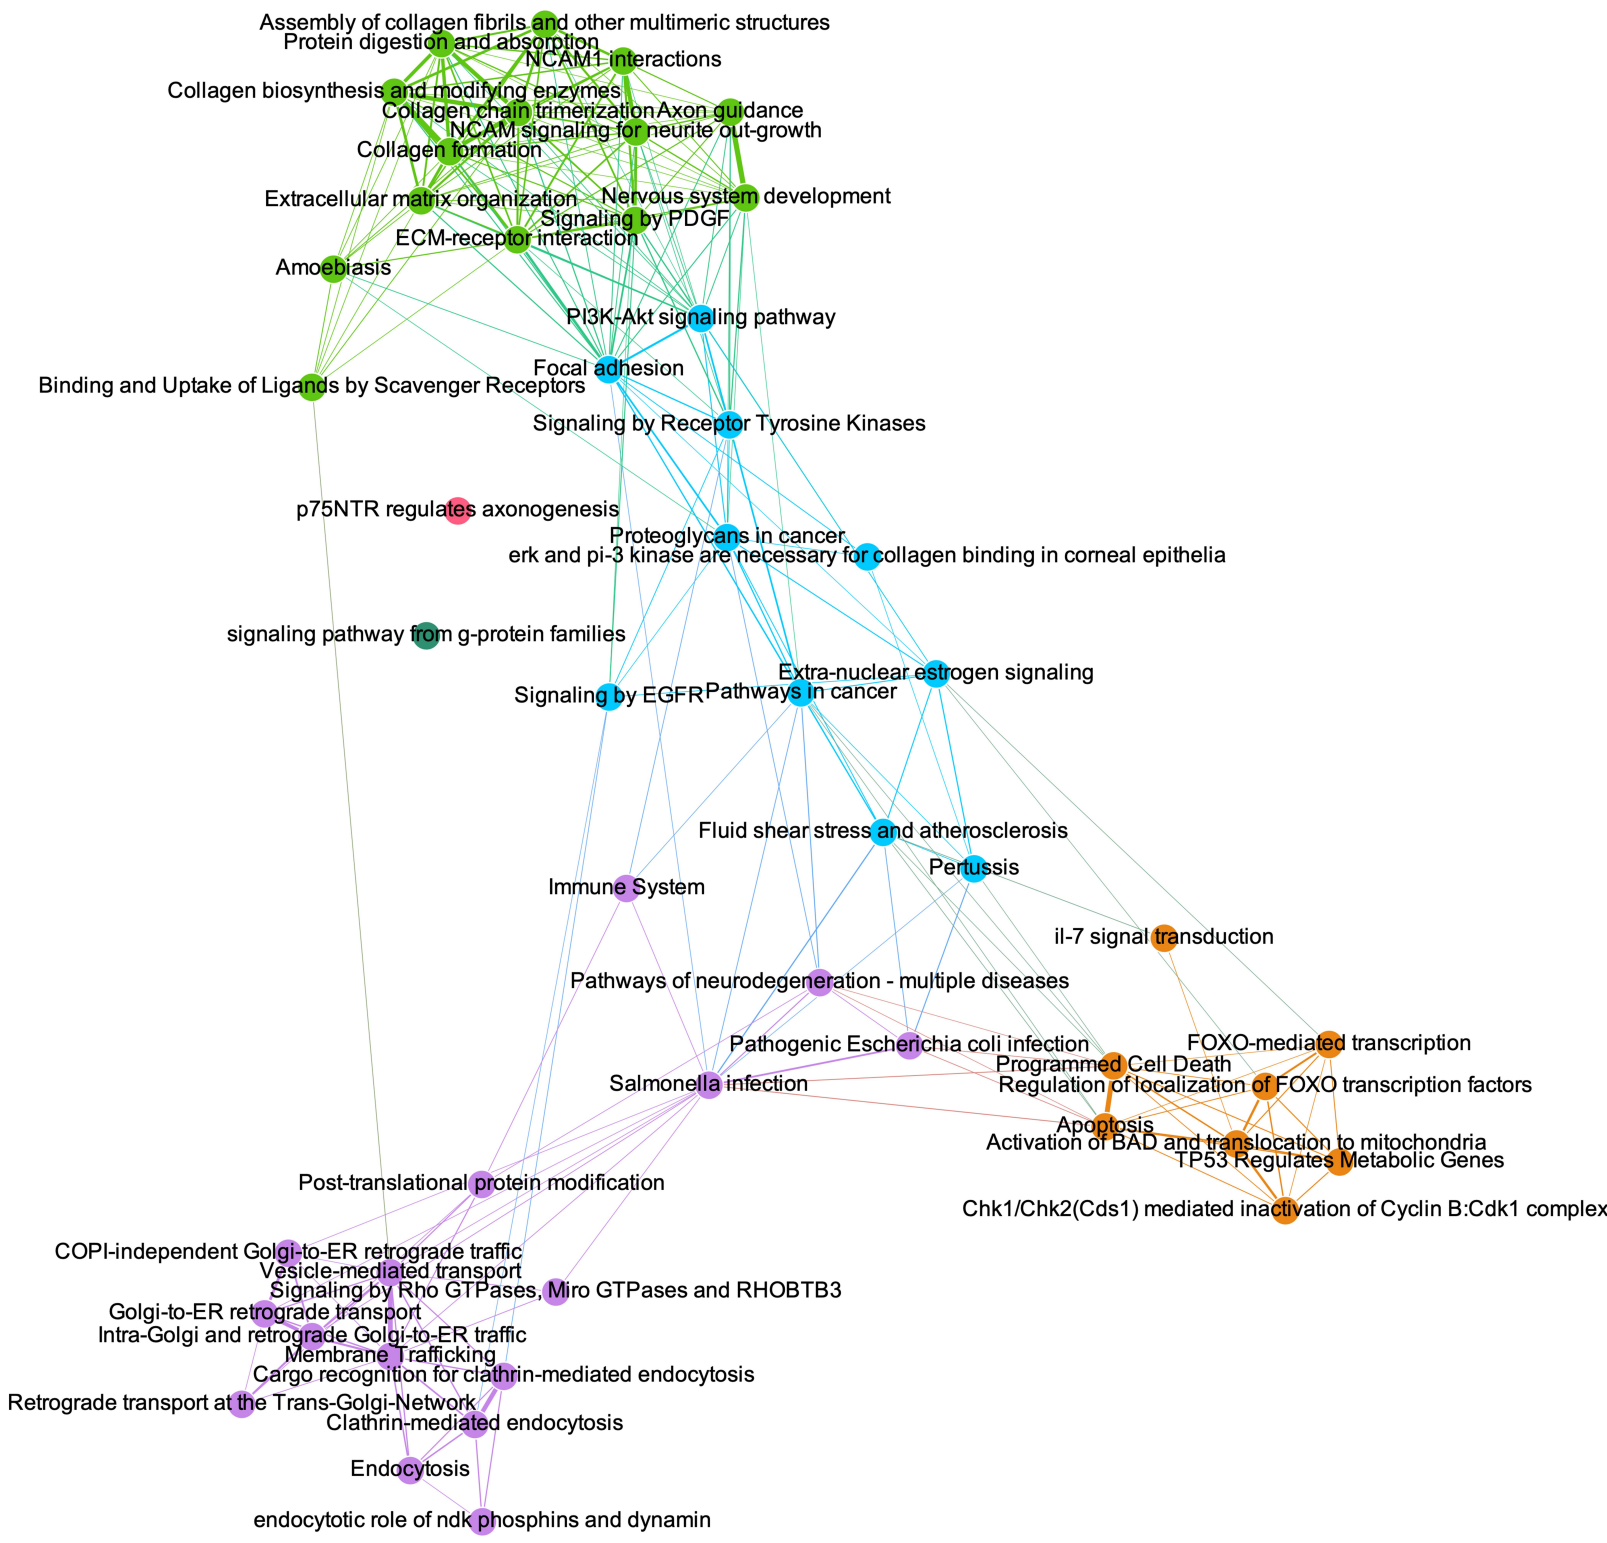 Assembly of collagen fibrils and other multimeric structures
Protein digestion and absorption
NCAM1 interactions
Collagen biosynthesis and modifying enzymes
Collagen chain trimerization
Axon guidance
NCAM signaling for neurite out-growth
Collagen formation
Extracellular matrix organization
Nervous system development
Signaling by PDGF
ECM-receptor interaction
Amoebiasis
PI3K-Akt signaling pathway
Focal adhesion
Binding and Uptake of Ligands by Scavenger Receptors
Signaling by Receptor Tyrosine Kinases
p75NTR regulates axonogenesis
Proteoglycans in cancer
erk and pi-3 kinase are necessary for collagen binding in corneal epithelia
signaling pathway from g-protein families
Extra-nuclear estrogen signaling
Signaling by EGFR
Pathways in cancer
Fluid shear stress and atherosclerosis
Pertussis
Immune System
il-7 signal transduction
Pathways of neurodegeneration - multiple diseases
Pathogenic Escherichia coli infection
FOXO-mediated transcription
Programmed Cell Death
Salmonella infection
Regulation of localization of FOXO transcription factors
Apoptosis
Activation of BAD and translocation to mitochondria
TP53 Regulates Metabolic Genes
Post-translational protein modification
Chk1/Chk2(Cds1) mediated inactivation of Cyclin B:Cdk1 complex
COPI-independent Golgi-to-ER retrograde traffic
Vesicle-mediated transport
Signaling by Rho GTPases, Miro GTPases and RHOBTB3
Golgi-to-ER retrograde transport
Intra-Golgi and retrograde Golgi-to-ER traffic
Membrane Trafficking
Cargo recognition for clathrin-mediated endocytosis
Retrograde transport at the Trans-Golgi-Network
Clathrin-mediated endocytosis
Endocytosis
endocytotic role of ndk phosphins and dynamin